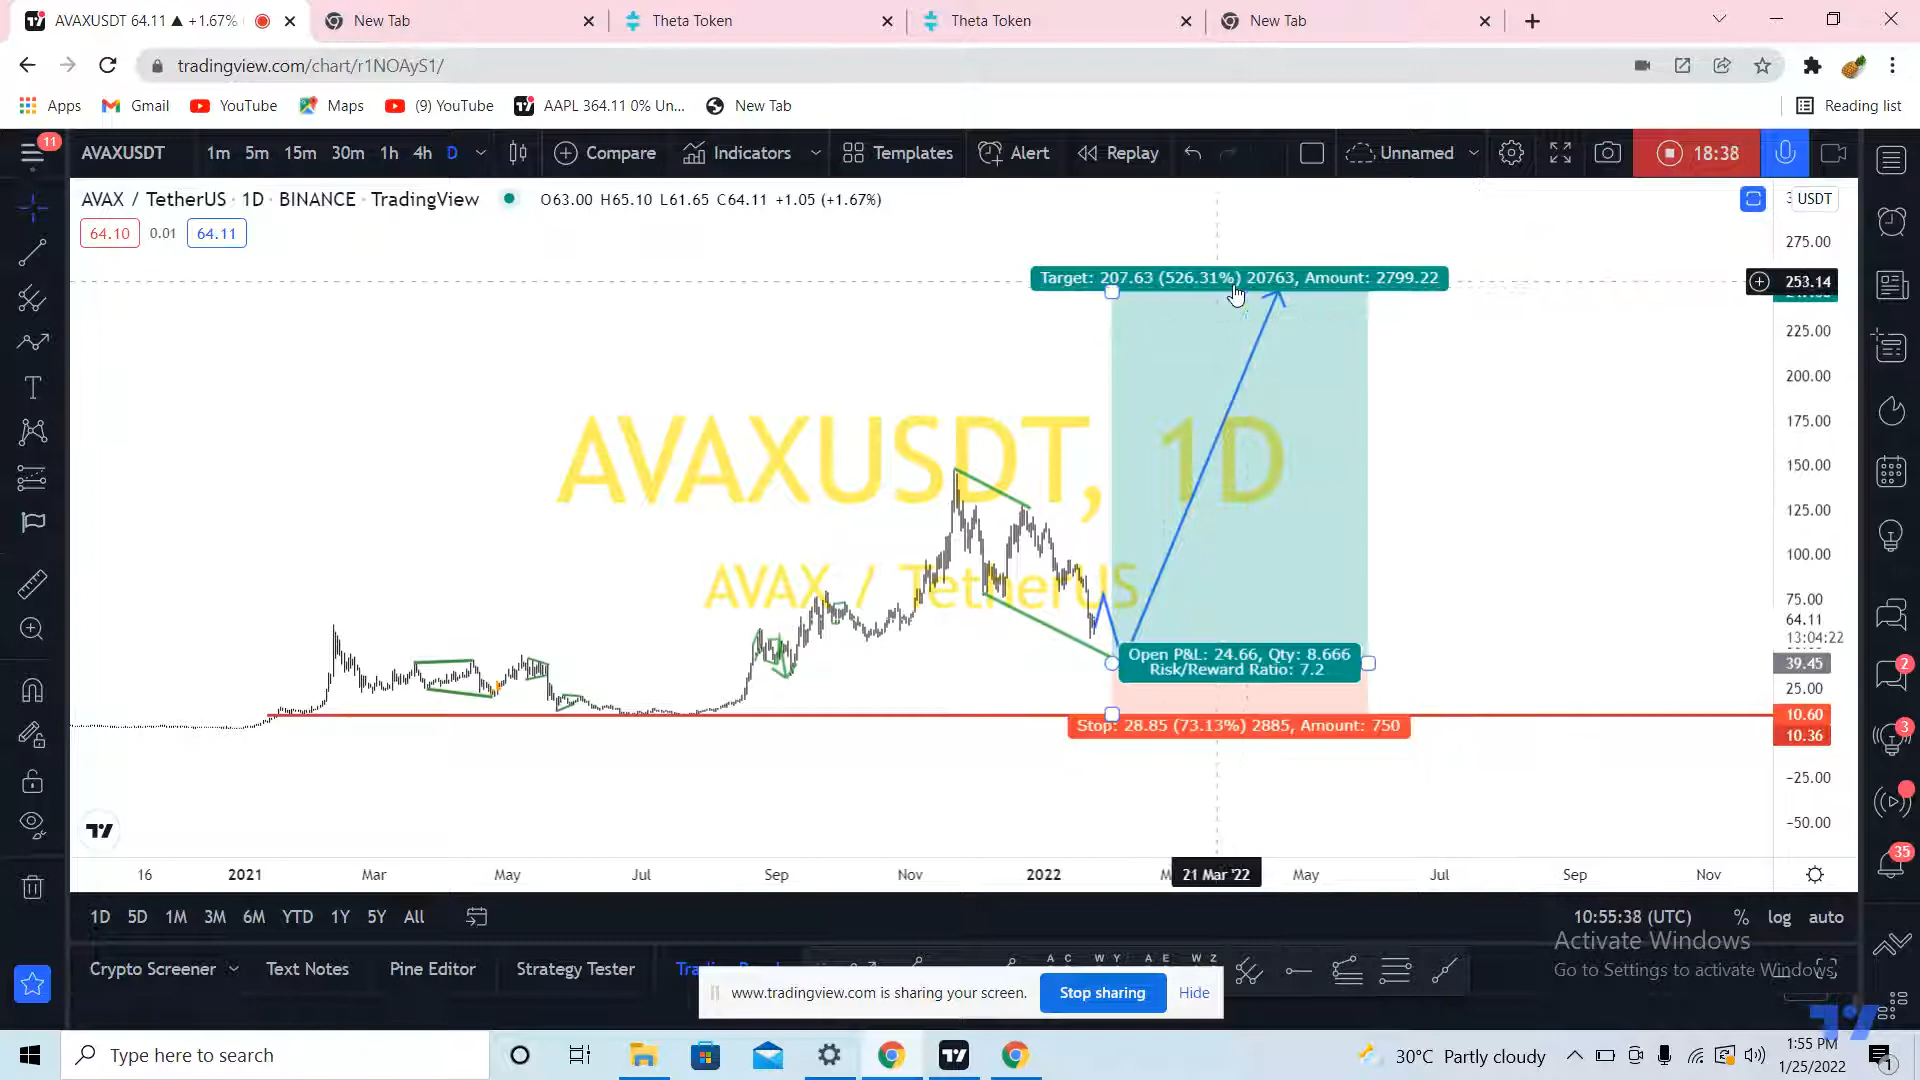 AVAXUSDT 64.11 ▲ +1.67%
New Tab
Theta Token
Theta Token
New Tab
tradingview.com/chart/r1NOAyS1/
Apps
Gmail
YouTube
Maps
(9) YouTube
AAPL 364.11 0% Un...
New Tab
Reading list
11
AVAXUSDT
1m 5m 15m 30m 1h 4h D
Compare
Indicators
Templates
Alert
Replay
Unnamed
18:38
AVAX / TetherUS · 1D · BINANCE · TradingView
O63.00 H65.10 L61.65 C64.11 +1.05 (+1.67%)
USDT
64.10 0.01 64.11
275.00
Target: 207.63 (526.31%) 20763, Amount: 2799.22
253.14
225.00
200.00
175.00
150.00
125.00
100.00
75.00
64.11
13:04:22
39.45
25.00
10.60
10.36
−25.00
−50.00
AVAXUSDT, 1D
AVAX / TetherUS
Open P&L: 24.66, Qty: 8.666
Risk/Reward Ratio: 7.2
Stop: 28.85 (73.13%) 2885, Amount: 750
2
3
35
16 2021 Mar May Jul Sep Nov 2022 21 Mar '22 May Jul Sep Nov
1D 5D 1M 3M 6M YTD 1Y 5Y All
10:55:38 (UTC) % log auto
Activate Windows
Go to Settings to activate Windows.
Crypto Screener
Text Notes
Pine Editor
Strategy Tester
A C W Y A E W Z
www.tradingview.com is sharing your screen.
Stop sharing
Hide
Type here to search
30°C Partly cloudy
1:55 PM
1/25/2022
1